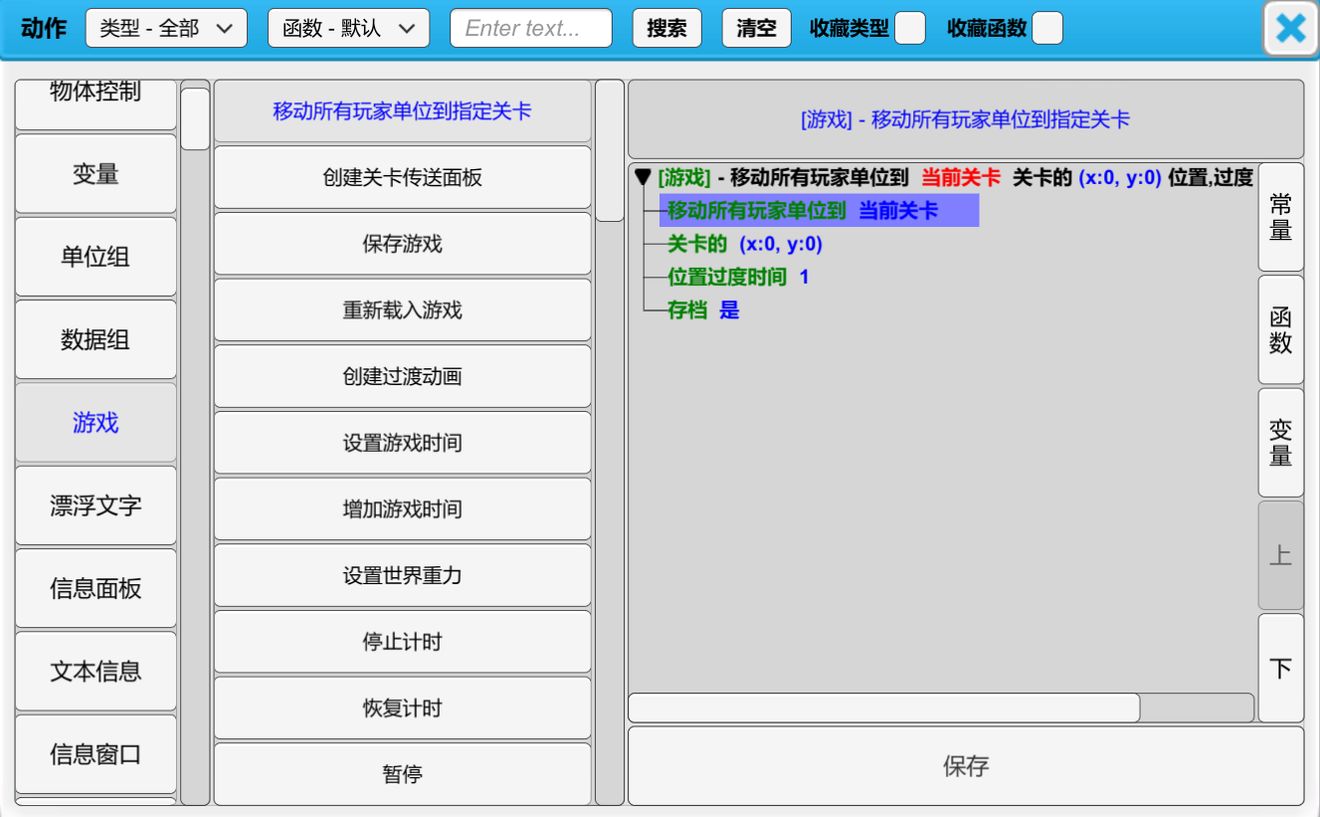 动作
类型 - 全部
函数 - 默认
Enter text...
搜索
清空
收藏类型
收藏函数
物体控制
变量
单位组
数据组
游戏
漂浮文字
信息面板
文本信息
信息窗口
移动所有玩家单位到指定关卡
创建关卡传送面板
保存游戏
重新载入游戏
创建过渡动画
设置游戏时间
增加游戏时间
设置世界重力
停止计时
恢复计时
暂停
[游戏] - 移动所有玩家单位到指定关卡
[游戏] - 移动所有玩家单位到 当前关卡 关卡的 (x:0, y:0) 位置,过度
移动所有玩家单位到 当前关卡
关卡的 (x:0, y:0)
位置过度时间 1
存档 是
常量
函数
变量
上
下
保存